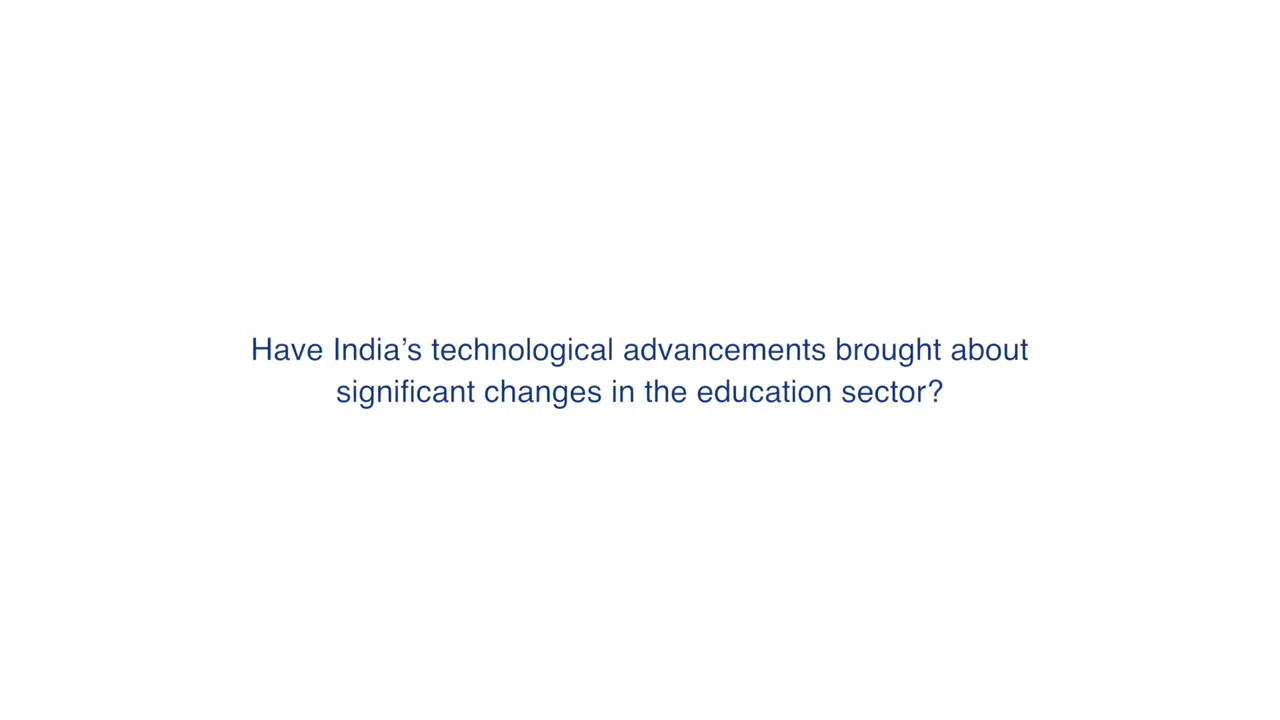 Have India’s technological advancements brought about
significant changes in the education sector?